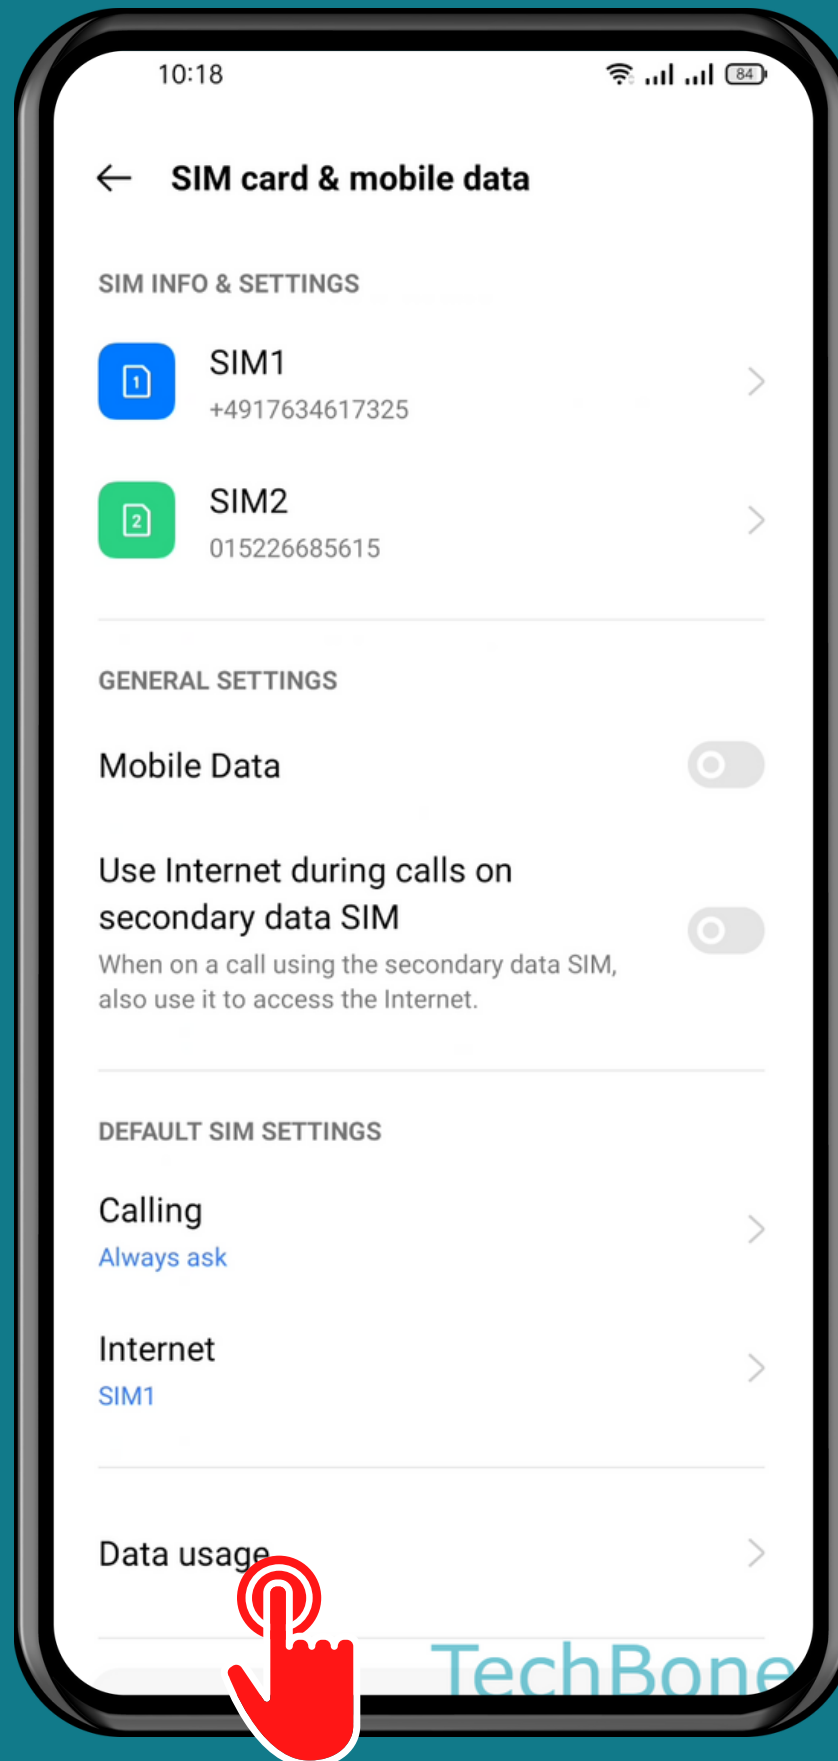 10:18
84
SIM card & mobile data
SIM INFO & SETTINGS
1
SIM1
+4917634617325
2
SIM2
015226685615
GENERAL SETTINGS
Mobile Data
Use Internet during calls on
secondary data SIM
When on a call using the secondary data SIM,
also use it to access the Internet.
DEFAULT SIM SETTINGS
Calling
Always ask
Internet
SIM1
Data usage
TechBone